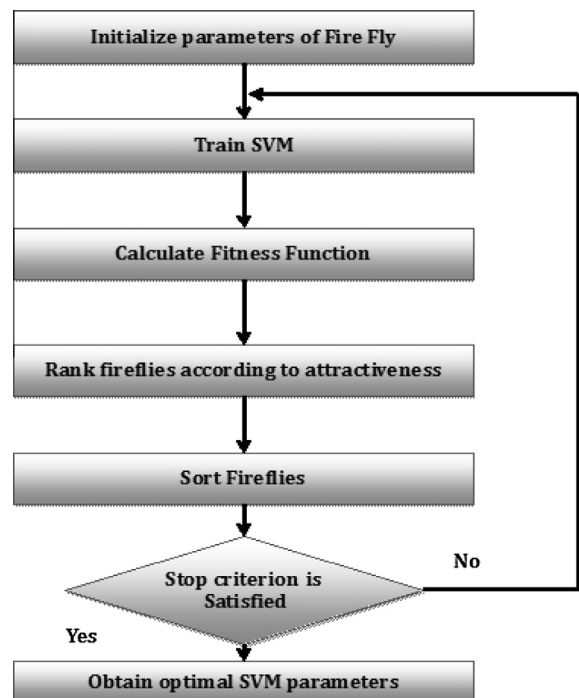 Initialize parameters of Fire Fly
Train SVM
Calculate Fitness Function
Rank fireflies according to attractiveness
Sort Fireflies
Stop criterion is
Satisfied
No
Yes
Obtain optimal SVM parameters